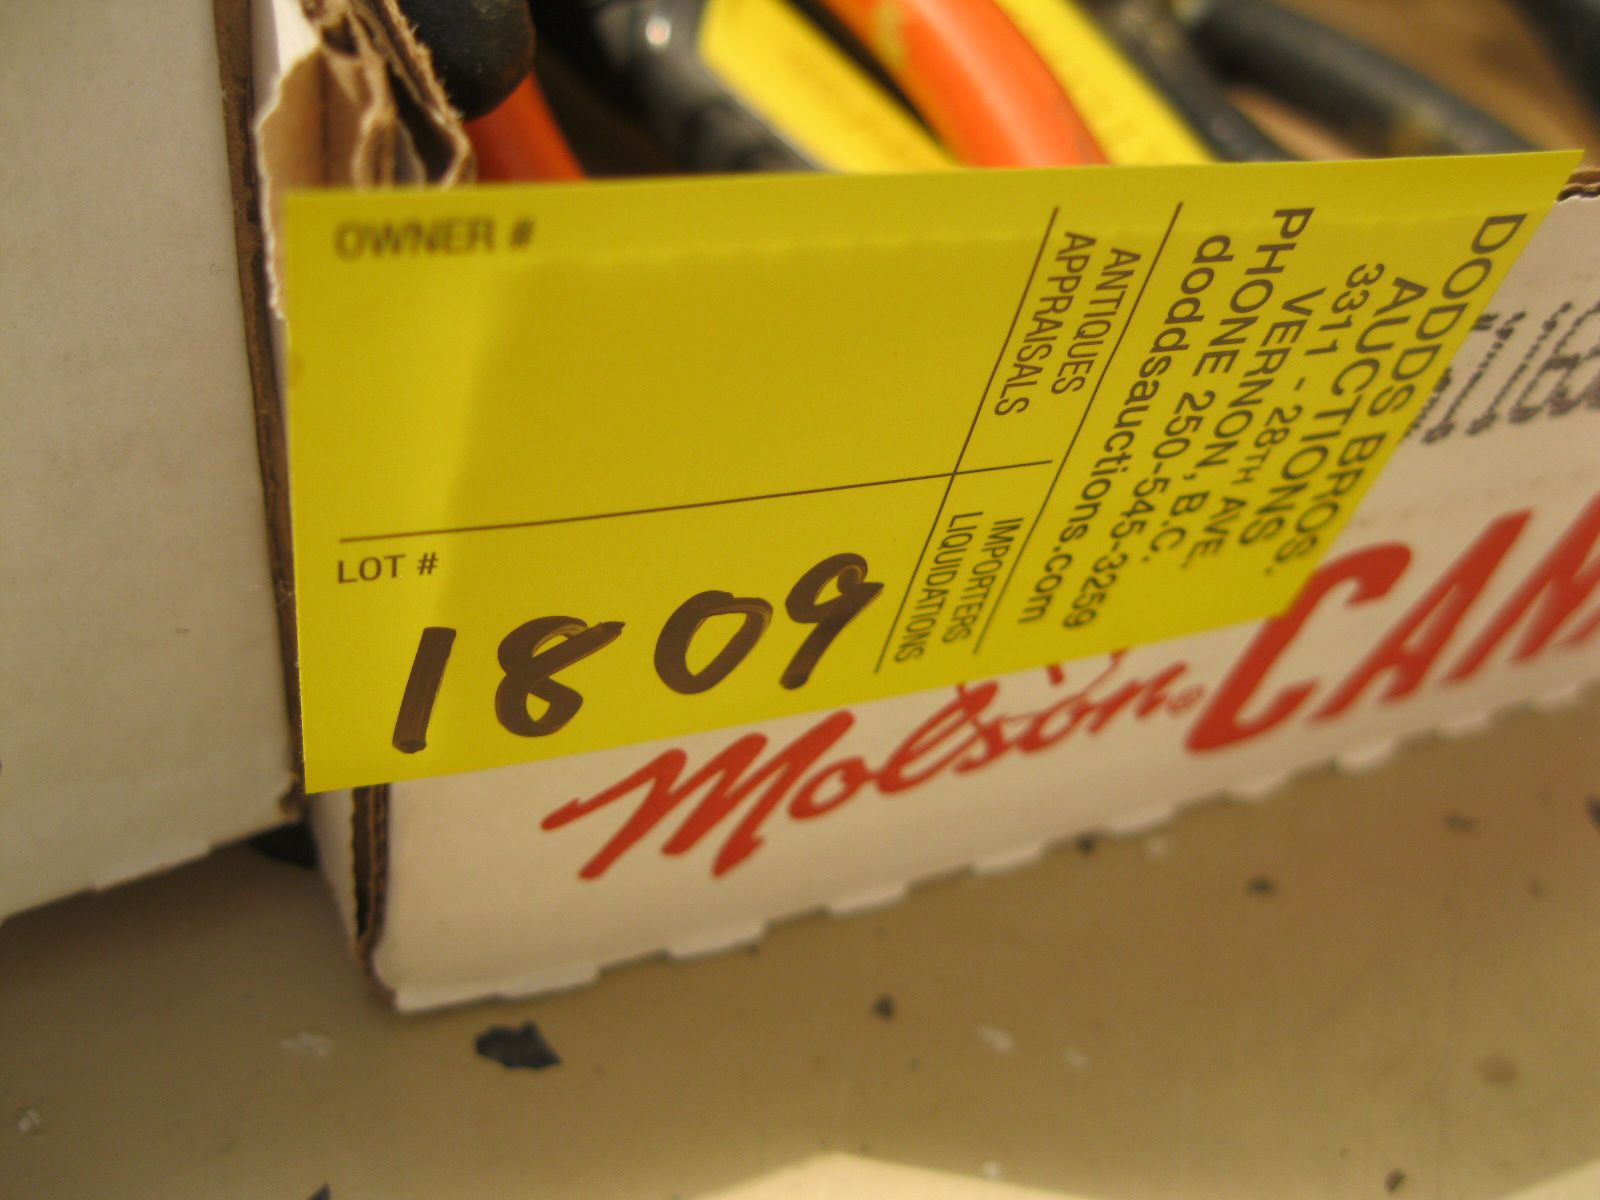 OWNER #
LOT #
1809
DODDS BROS.
AUCTIONS
3311 - 28TH AVE.
VERNON, B.C.
PHONE 250-545-3259
doddsauctions.com
ANTIQUES
APPRAISALS
IMPORTERS
LIQUIDATIONS
Molson®